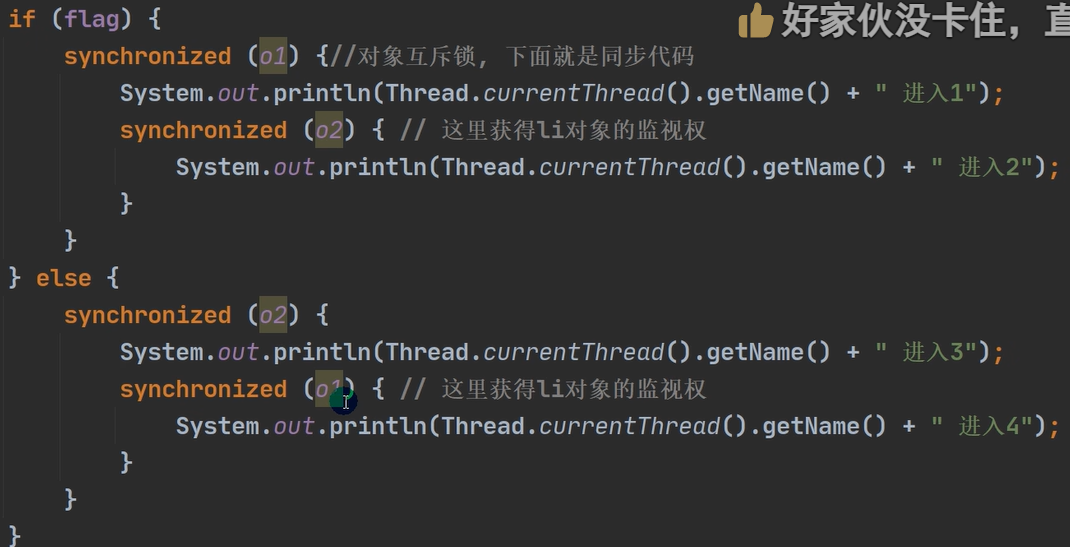 if (flag) {
好家伙没卡住，直
synchronized (o1) {//对象互斥�, 下面就是同步代码
System.out.println(Thread.currentThread().getName() + " 进入1");
synchronized (o2) { // 这里获得li对象的监视权
System.out.println(Thread.currentThread().getName() + " 进入2");
}
}
} else {
synchronized (o2) {
System.out.println(Thread.currentThread().getName() + " 进入3");
synchronized (o1) { // 这里获得li对象的监视权
System.out.println(Thread.currentThread().getName() + " 进入4");
}
}
}